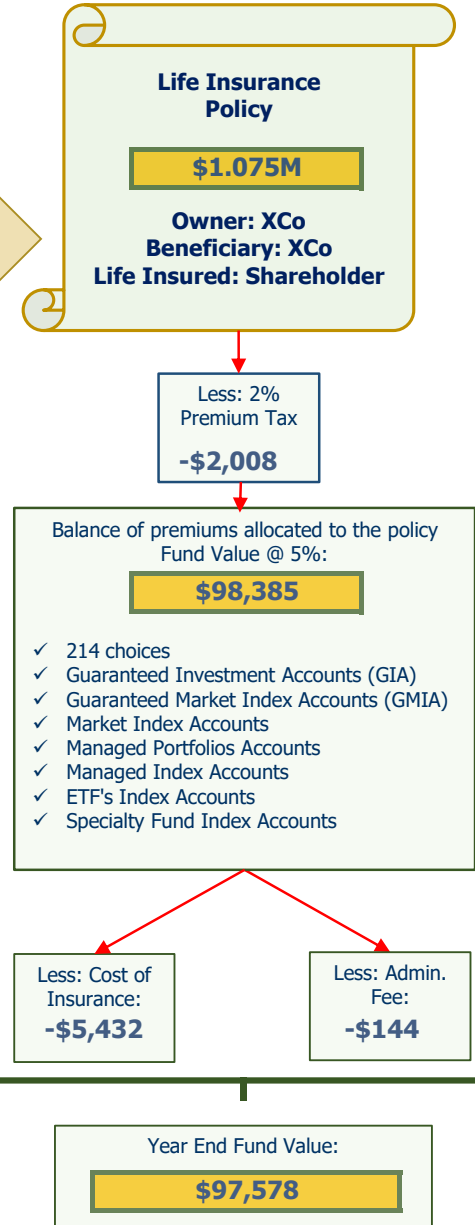 Life Insurance
Policy
$1.075M
Owner: XCo
Beneficiary: XCo
Life Insured: Shareholder
Less: 2%
Premium Tax
-$2,008
Balance of premiums allocated to the policy
Fund Value @ 5%:
$98,385
✓ 214 choices
✓ Guaranteed Investment Accounts (GIA)
✓ Guaranteed Market Index Accounts (GMIA)
✓ Market Index Accounts
✓ Managed Portfolios Accounts
✓ Managed Index Accounts
✓ ETF's Index Accounts
✓ Specialty Fund Index Accounts
Less: Cost of
Insurance:
-$5,432
Less: Admin.
Fee:
-$144
Year End Fund Value:
$97,578